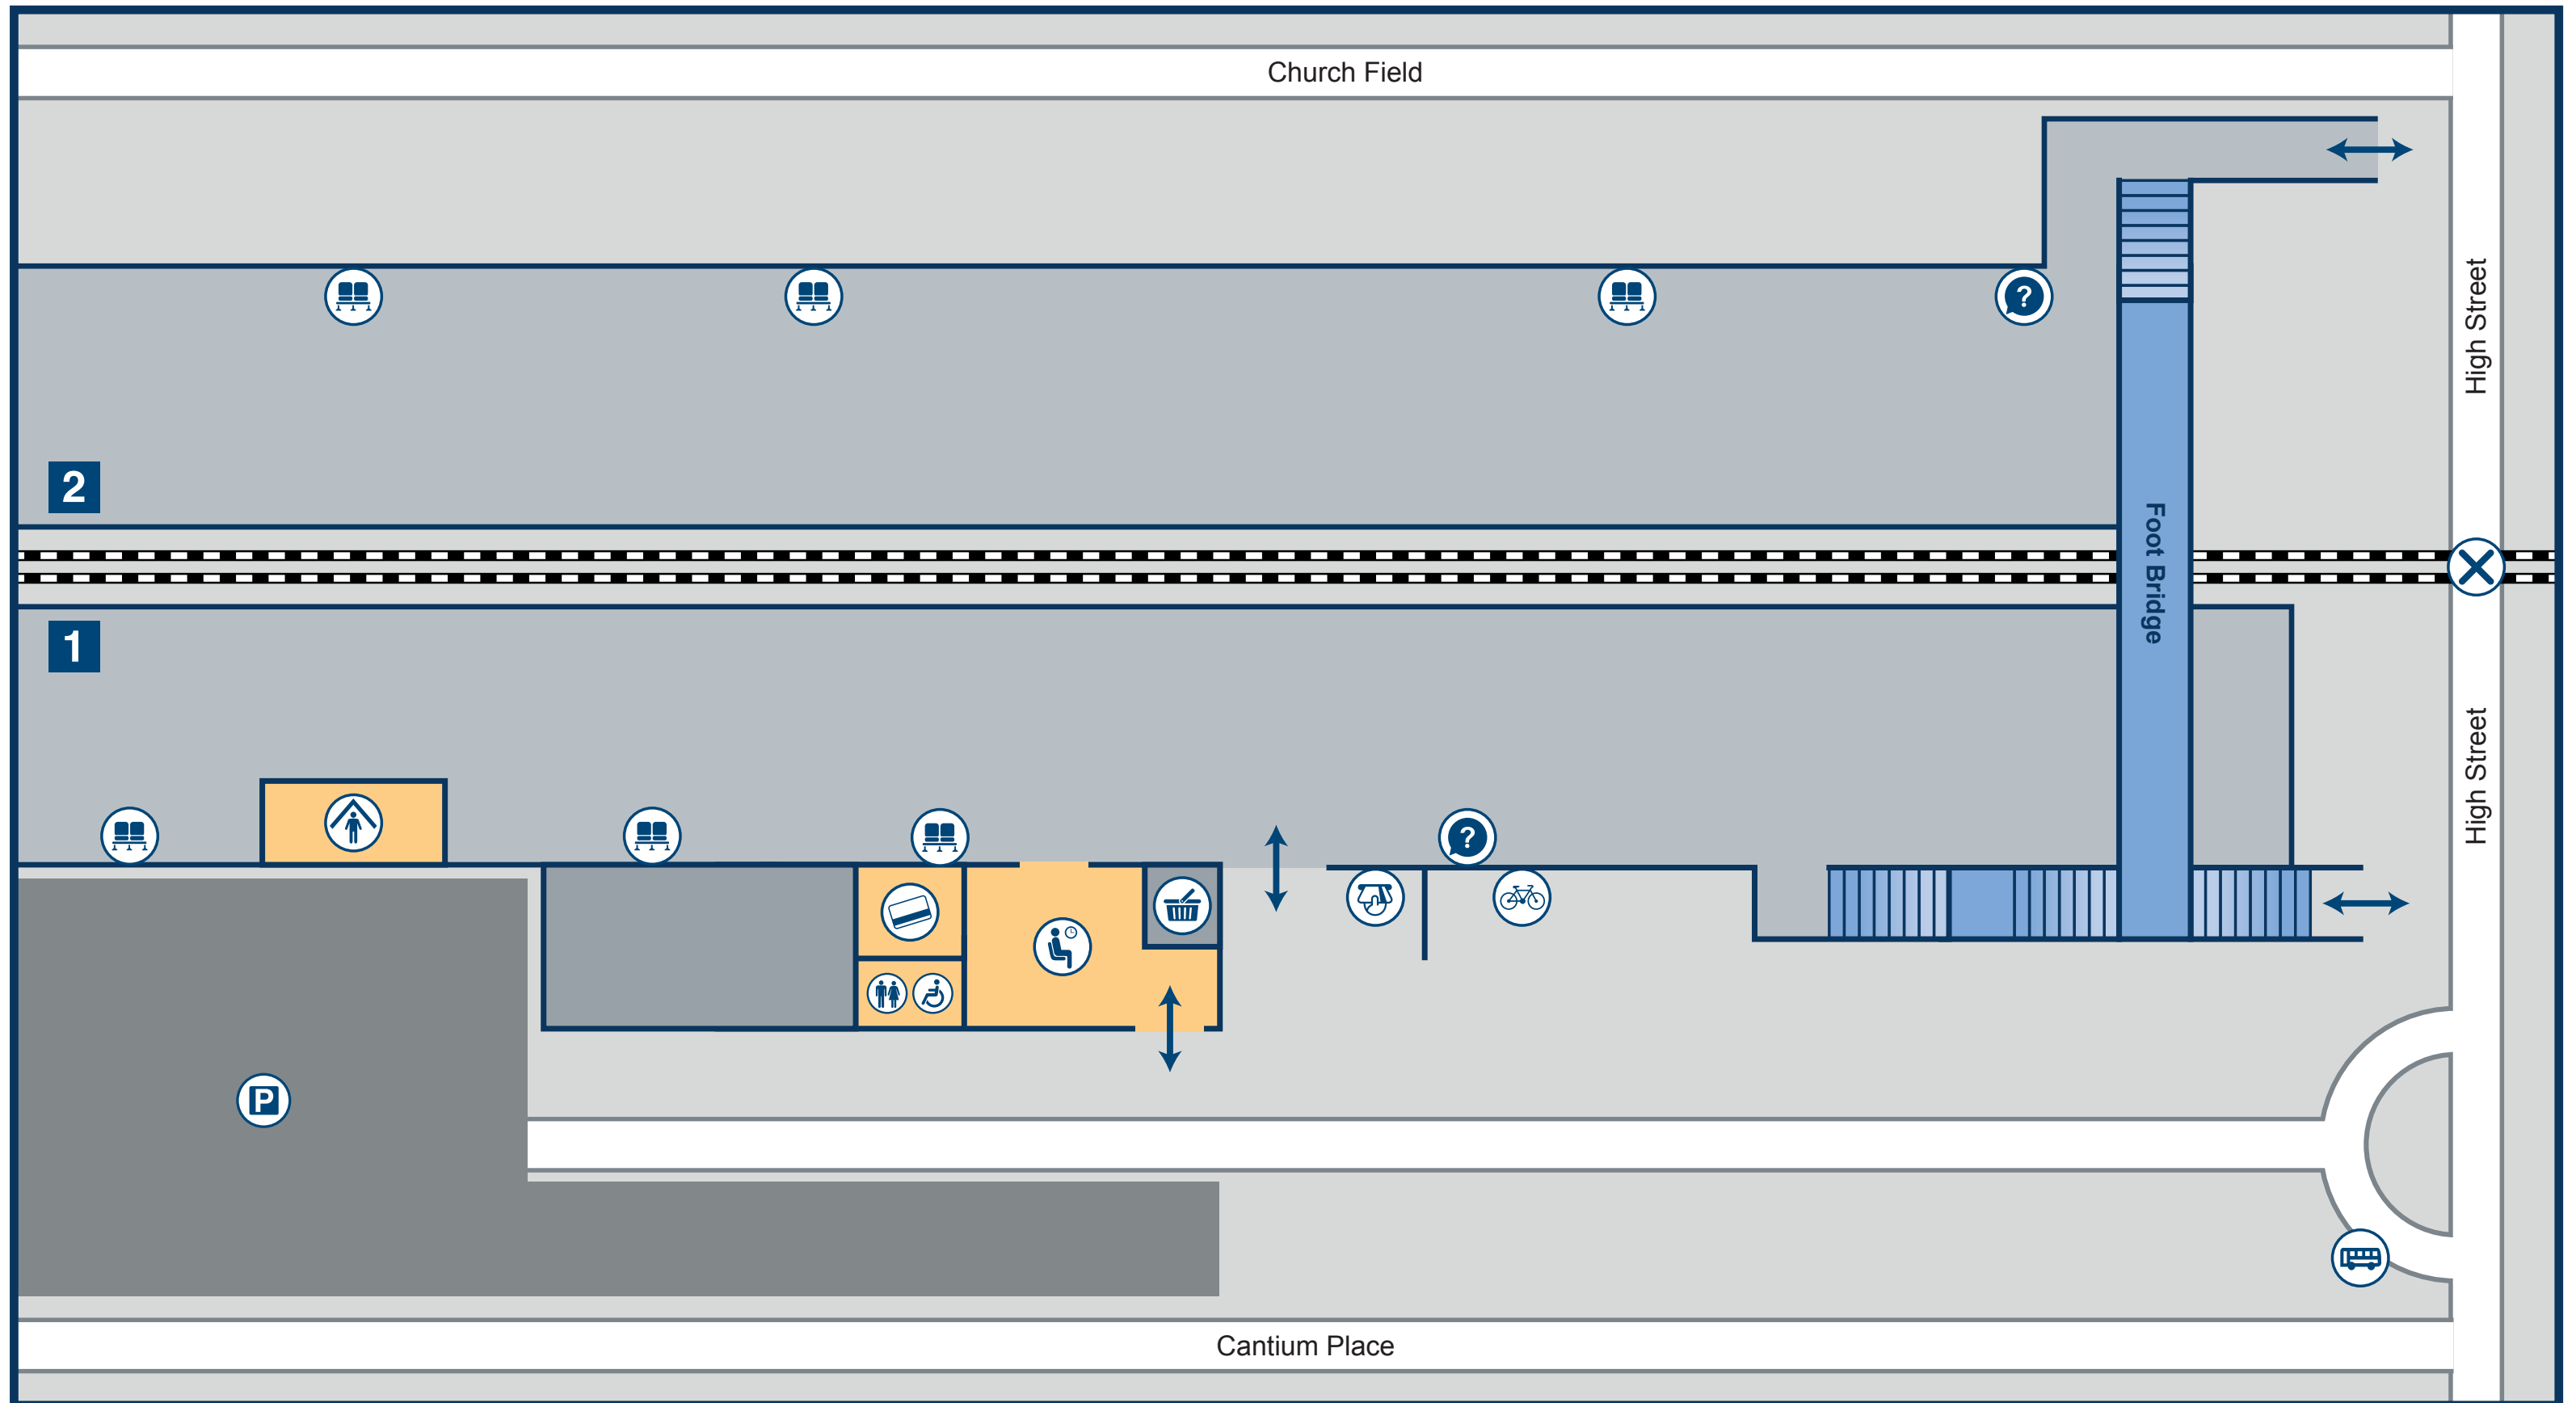 Church Field
High Street
?
2
Foot Bridge
1
High Street
?
P
Cantium Place